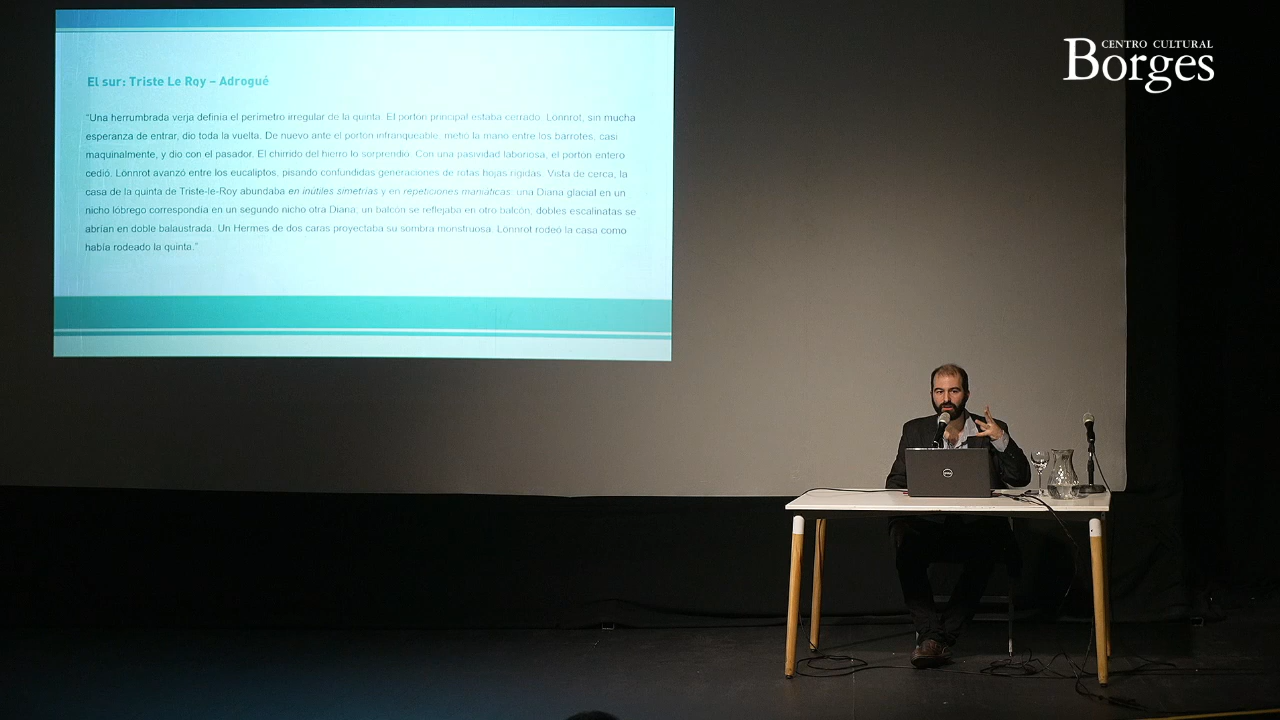 El sur: Triste Le Roy – Adrogué
“Una herrumbrada verja definía el perímetro irregular de la quinta. El portón principal estaba cerrado. Lönnrot, sin mucha
esperanza de entrar, dio toda la vuelta. De nuevo ante el portón infranqueable, metió la mano entre los barrotes, casi
maquinalmente, y dio con el pasador. El chirrido del hierro lo sorprendió. Con una pasividad laboriosa, el portón entero
cedió. Lönnrot avanzó entre los eucaliptos, pisando confundidas generaciones de rotas hojas rígidas. Vista de cerca, la
casa de la quinta de Triste-le-Roy abundaba en inútiles simetrías y en repeticiones maniáticas: una Diana glacial en un
nicho lóbrego correspondía en un segundo nicho otra Diana; un balcón se reflejaba en otro balcón; dobles escalinatas se
abrían en doble balaustrada. Un Hermes de dos caras proyectaba su sombra monstruosa. Lönnrot rodeó la casa como
había rodeado la quinta.”
CENTRO CULTURAL
Borges
DELL